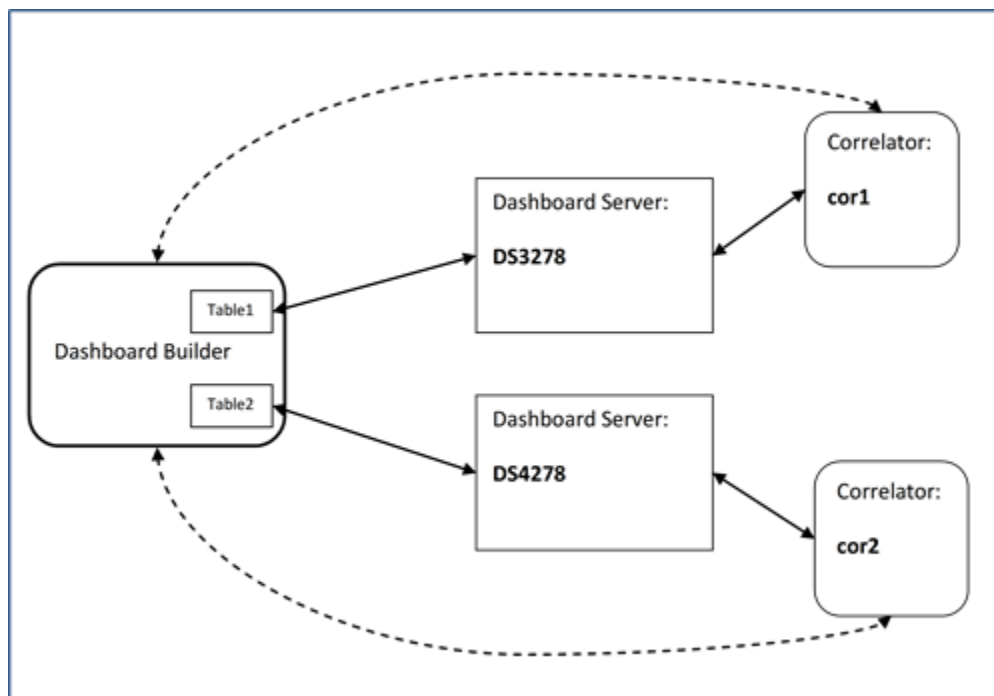 Correlator:
cor1
Dashboard Server:
DS3278
Table1
Dashboard Builder
Table2
Dashboard Server:
DS4278
Correlator:
cor2